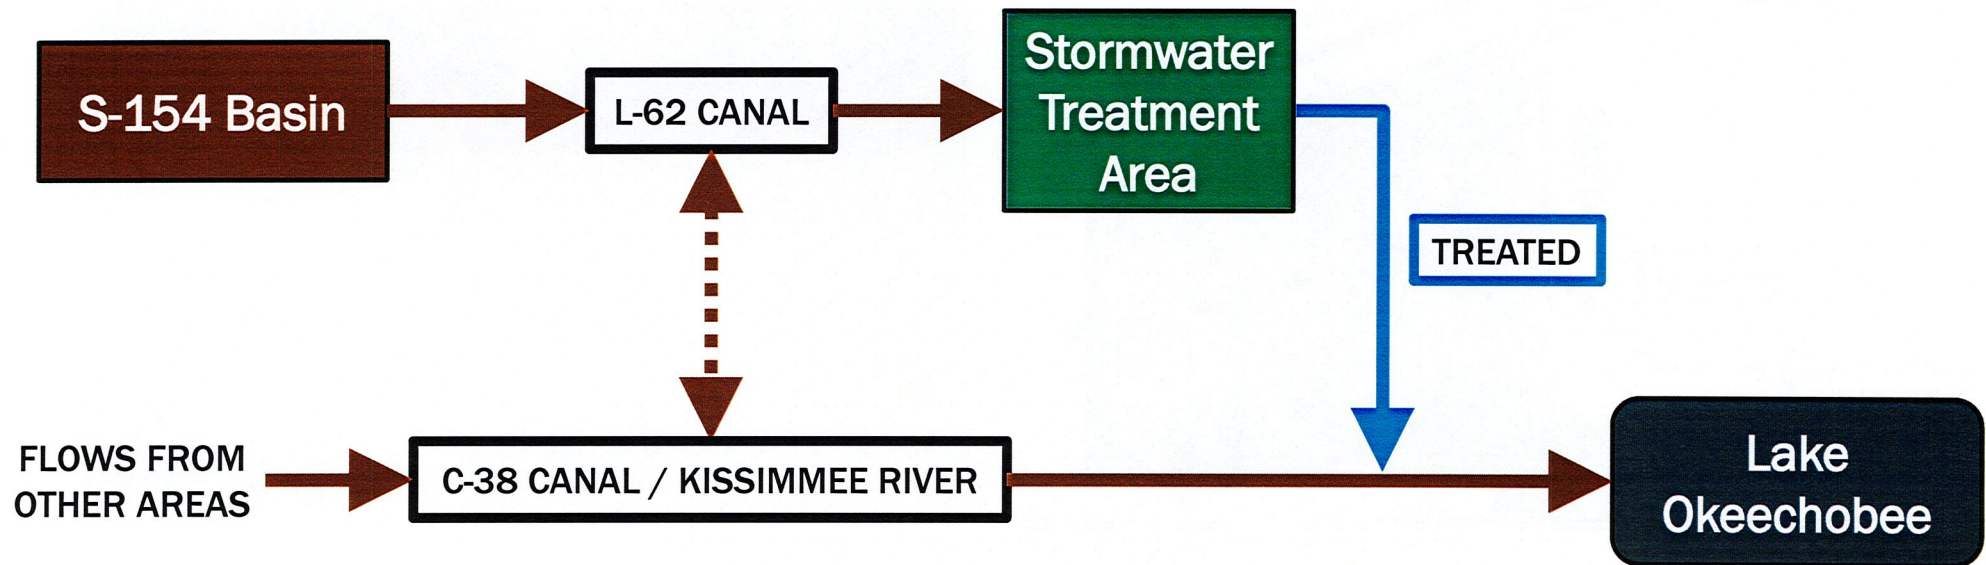 S-154 Basin
L-62 CANAL
Stormwater
Treatment
Area
TREATED
FLOWS FROM
OTHER AREAS
C-38 CANAL / KISSIMMEE RIVER
Lake
Okeechobee